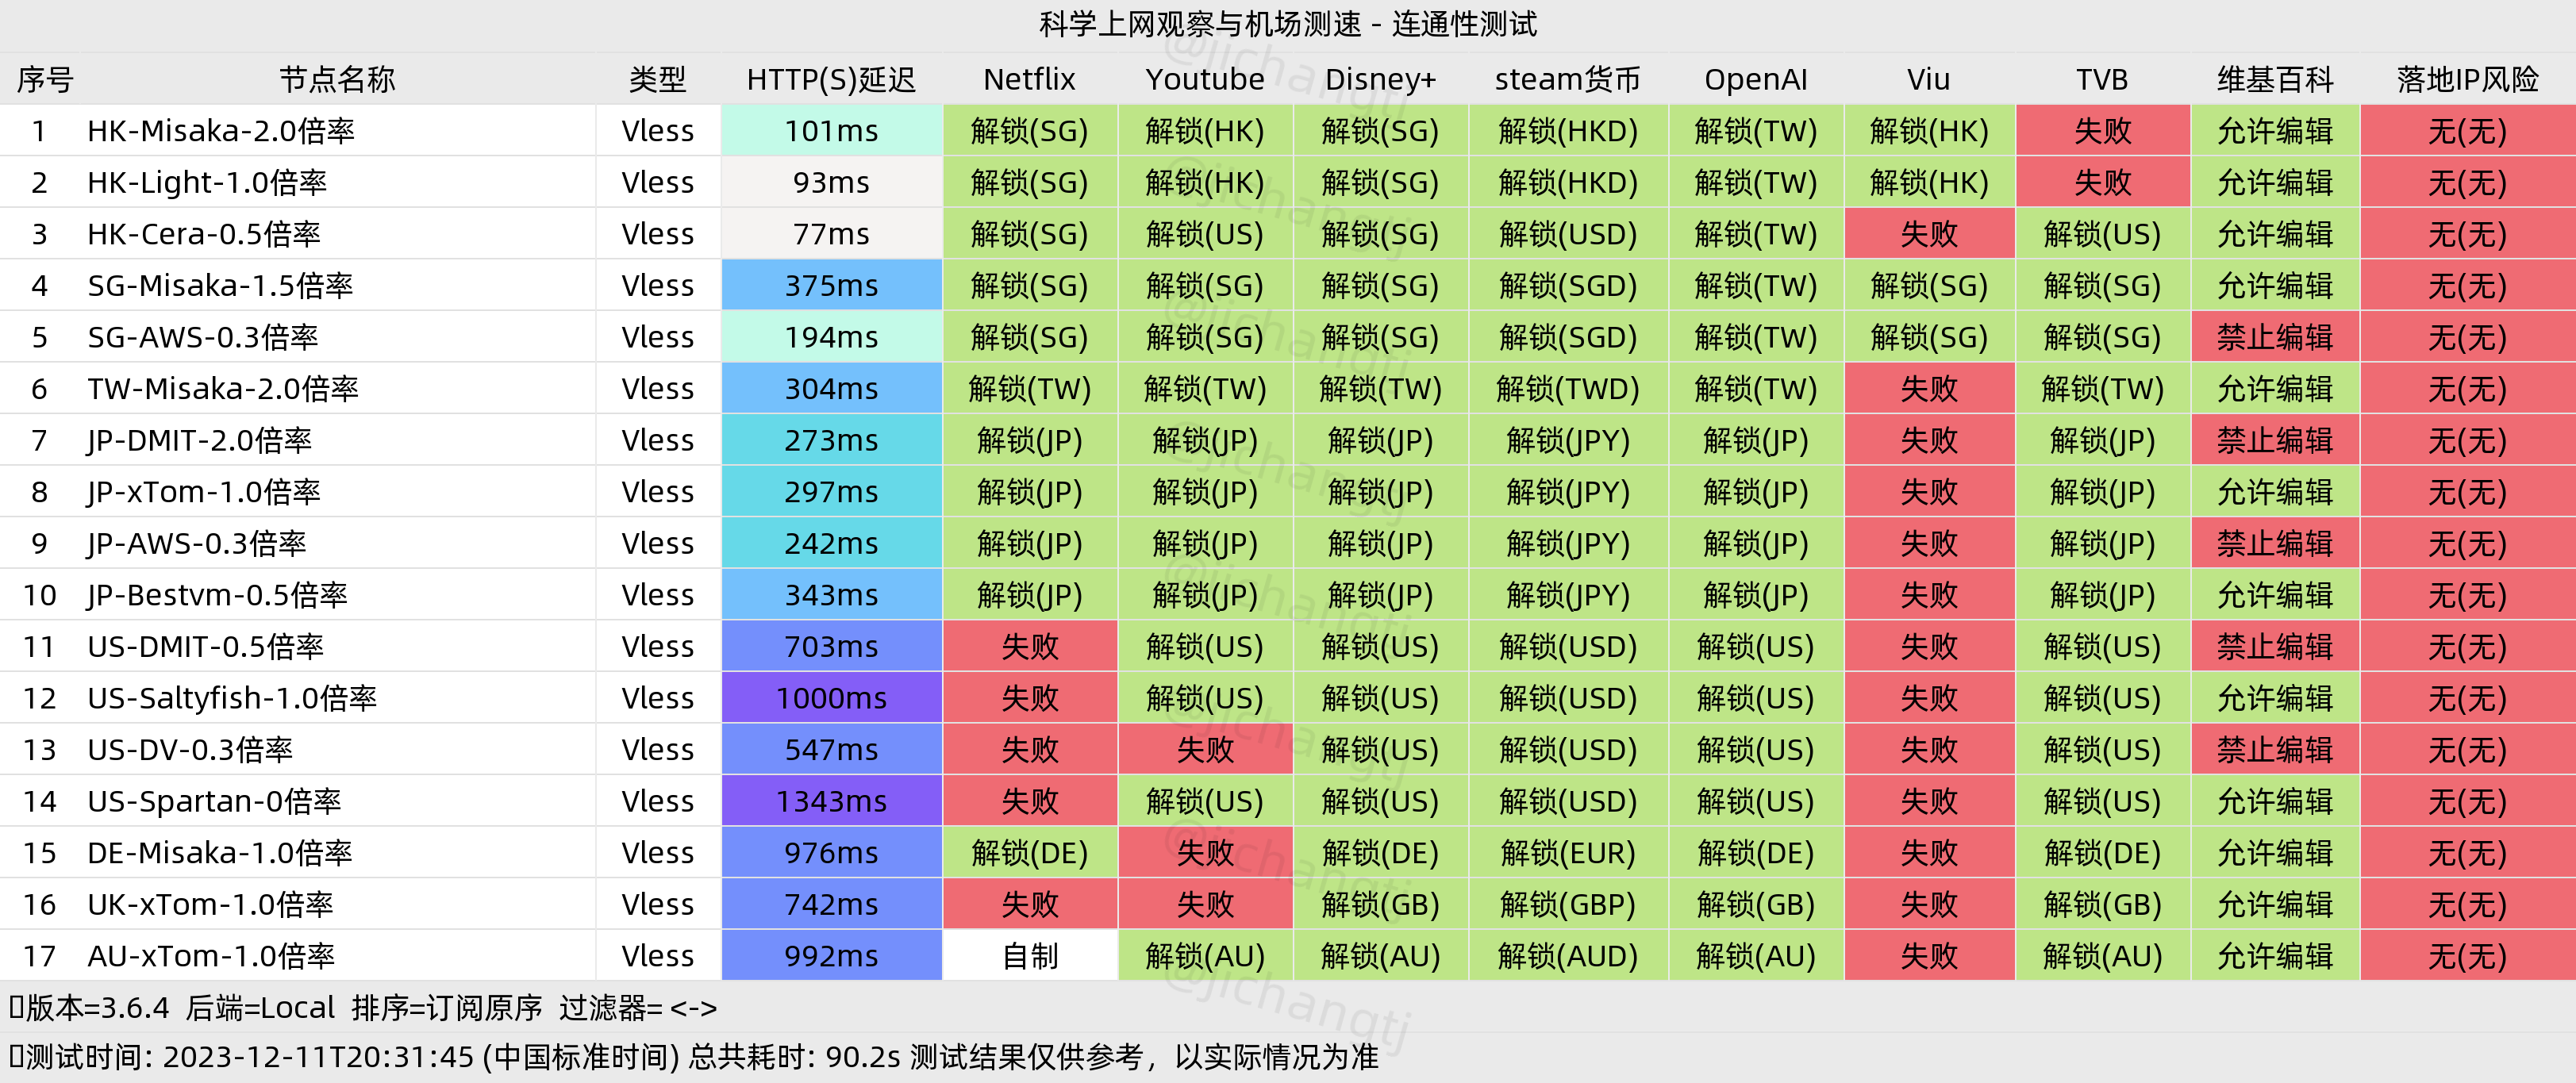 科学上网观察与机场测速 - 连通性测试
序号 节点名称 类型 HTTP(S)延迟 Netflix Youtube Disney+ steam货币 OpenAI Viu TVB 维基百科 落地IP风险
1 HK-Misaka-2.0倍率 Vless 101ms 解锁(SG) 解锁(HK) 解锁(SG) 解锁(HKD) 解锁(TW) 解锁(HK) 失败 允许编辑 无(无)
2 HK-Light-1.0倍率 Vless 93ms 解锁(SG) 解锁(HK) 解锁(SG) 解锁(HKD) 解锁(TW) 解锁(HK) 失败 允许编辑 无(无)
3 HK-Cera-0.5倍率 Vless 77ms 解锁(SG) 解锁(US) 解锁(SG) 解锁(USD) 解锁(TW) 失败 解锁(US) 允许编辑 无(无)
4 SG-Misaka-1.5倍率 Vless 375ms 解锁(SG) 解锁(SG) 解锁(SG) 解锁(SGD) 解锁(TW) 解锁(SG) 解锁(SG) 允许编辑 无(无)
5 SG-AWS-0.3倍率 Vless 194ms 解锁(SG) 解锁(SG) 解锁(SG) 解锁(SGD) 解锁(TW) 解锁(SG) 解锁(SG) 禁止编辑 无(无)
6 TW-Misaka-2.0倍率 Vless 304ms 解锁(TW) 解锁(TW) 解锁(TW) 解锁(TWD) 解锁(TW) 失败 解锁(TW) 允许编辑 无(无)
7 JP-DMIT-2.0倍率 Vless 273ms 解锁(JP) 解锁(JP) 解锁(JP) 解锁(JPY) 解锁(JP) 失败 解锁(JP) 禁止编辑 无(无)
8 JP-xTom-1.0倍率 Vless 297ms 解锁(JP) 解锁(JP) 解锁(JP) 解锁(JPY) 解锁(JP) 失败 解锁(JP) 允许编辑 无(无)
9 JP-AWS-0.3倍率 Vless 242ms 解锁(JP) 解锁(JP) 解锁(JP) 解锁(JPY) 解锁(JP) 失败 解锁(JP) 禁止编辑 无(无)
10 JP-Bestvm-0.5倍率 Vless 343ms 解锁(JP) 解锁(JP) 解锁(JP) 解锁(JPY) 解锁(JP) 失败 解锁(JP) 允许编辑 无(无)
11 US-DMIT-0.5倍率 Vless 703ms 失败 解锁(US) 解锁(US) 解锁(USD) 解锁(US) 失败 解锁(US) 禁止编辑 无(无)
12 US-Saltyfish-1.0倍率 Vless 1000ms 失败 解锁(US) 解锁(US) 解锁(USD) 解锁(US) 失败 解锁(US) 允许编辑 无(无)
13 US-DV-0.3倍率 Vless 547ms 失败 失败 解锁(US) 解锁(USD) 解锁(US) 失败 解锁(US) 禁止编辑 无(无)
14 US-Spartan-0倍率 Vless 1343ms 失败 解锁(US) 解锁(US) 解锁(USD) 解锁(US) 失败 解锁(US) 允许编辑 无(无)
15 DE-Misaka-1.0倍率 Vless 976ms 解锁(DE) 失败 解锁(DE) 解锁(EUR) 解锁(DE) 失败 解锁(DE) 允许编辑 无(无)
16 UK-xTom-1.0倍率 Vless 742ms 失败 失败 解锁(GB) 解锁(GBP) 解锁(GB) 失败 解锁(GB) 允许编辑 无(无)
17 AU-xTom-1.0倍率 Vless 992ms 自制 解锁(AU) 解锁(AU) 解锁(AUD) 解锁(AU) 失败 解锁(AU) 允许编辑 无(无)
版本=3.6.4 后端=Local 排序=订阅原序 过滤器= <->
测试时间: 2023-12-11T20:31:45 (中国标准时间) 总共耗时: 90.2s 测试结果仅供参考，以实际情况为准
@jichangtj
@jichangtj
@jichangtj
@jichangtj
@jichangtj
@jichangtj
@jichangtj
@jichangtj